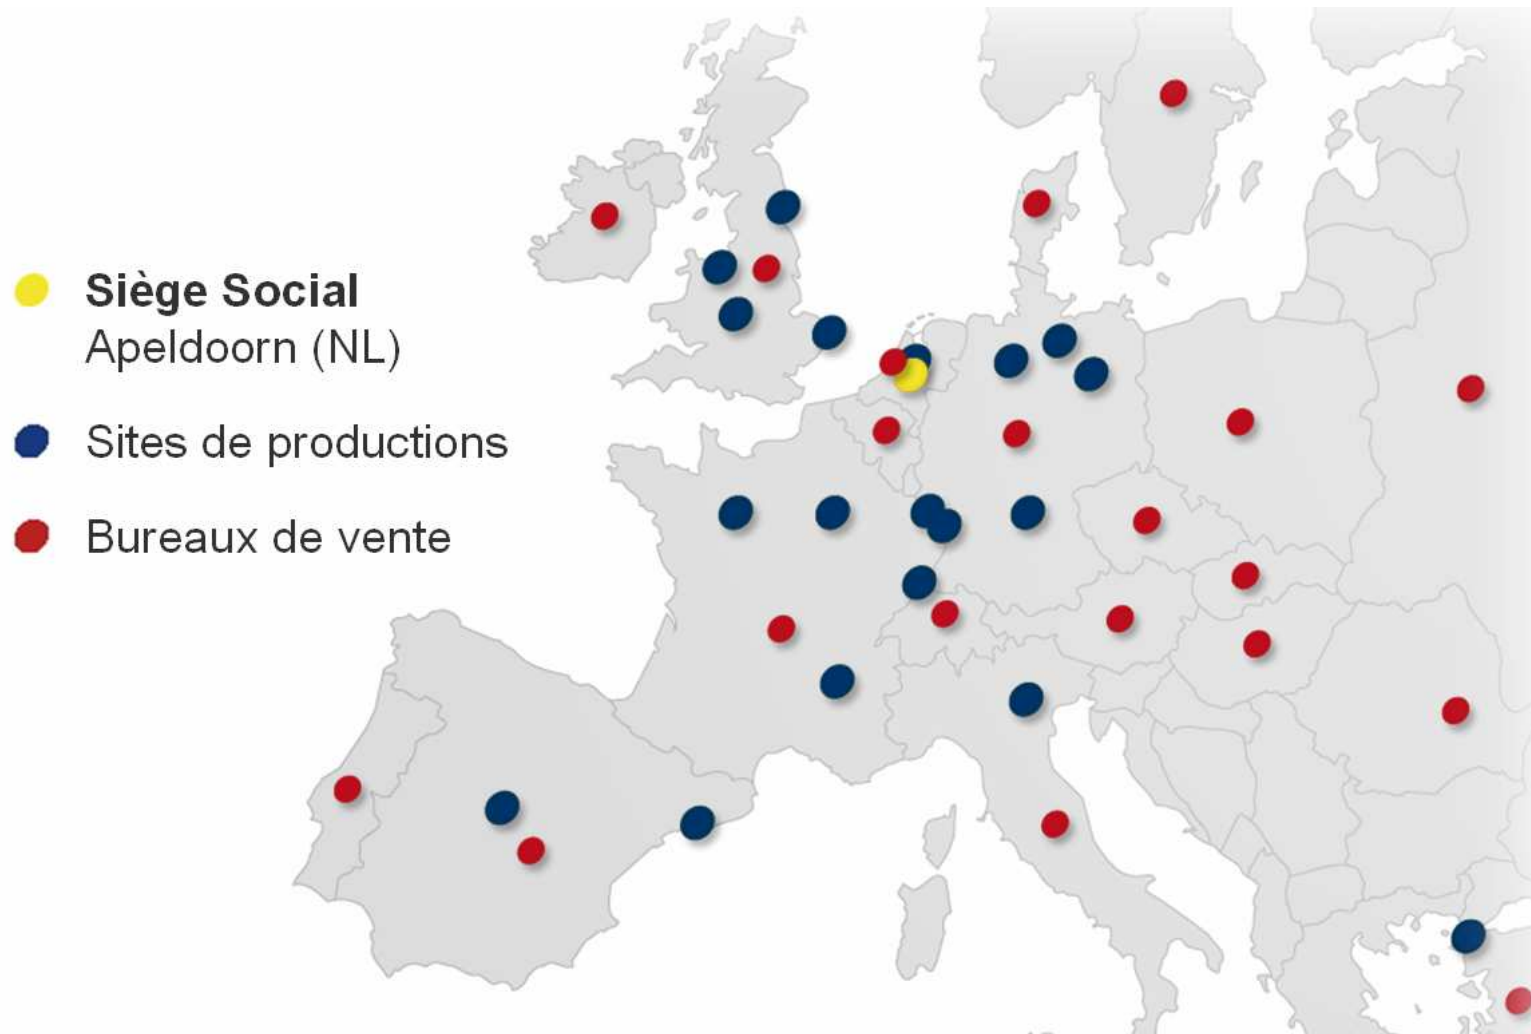 Siège Social
Apeldoorn (NL)
Sites de productions
Bureaux de vente